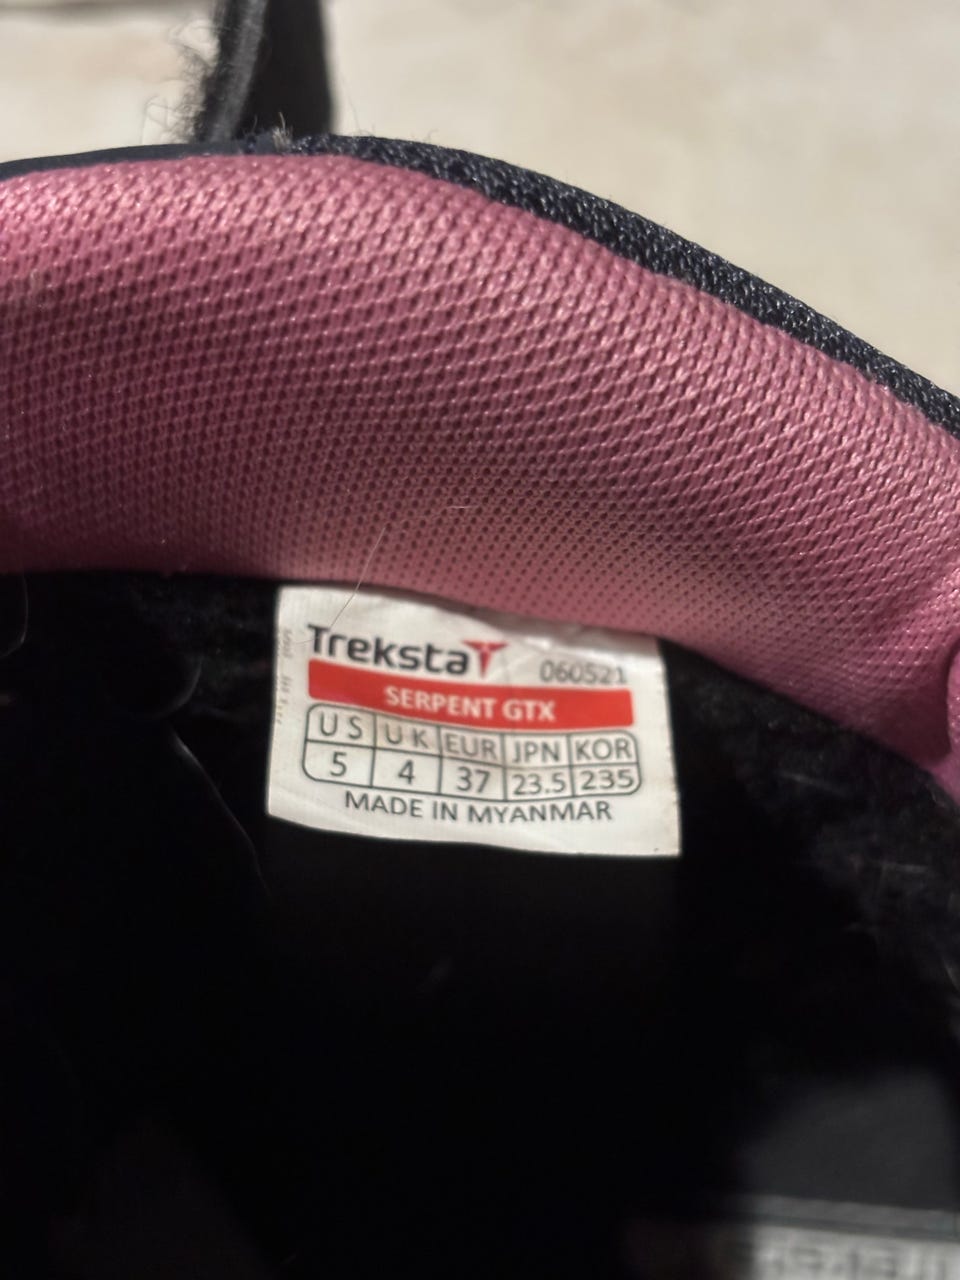 Treksta
060521
SERPENT GTX
US UK EUR JPN KOR
5 4 37 23.5 235
MADE IN MYANMAR